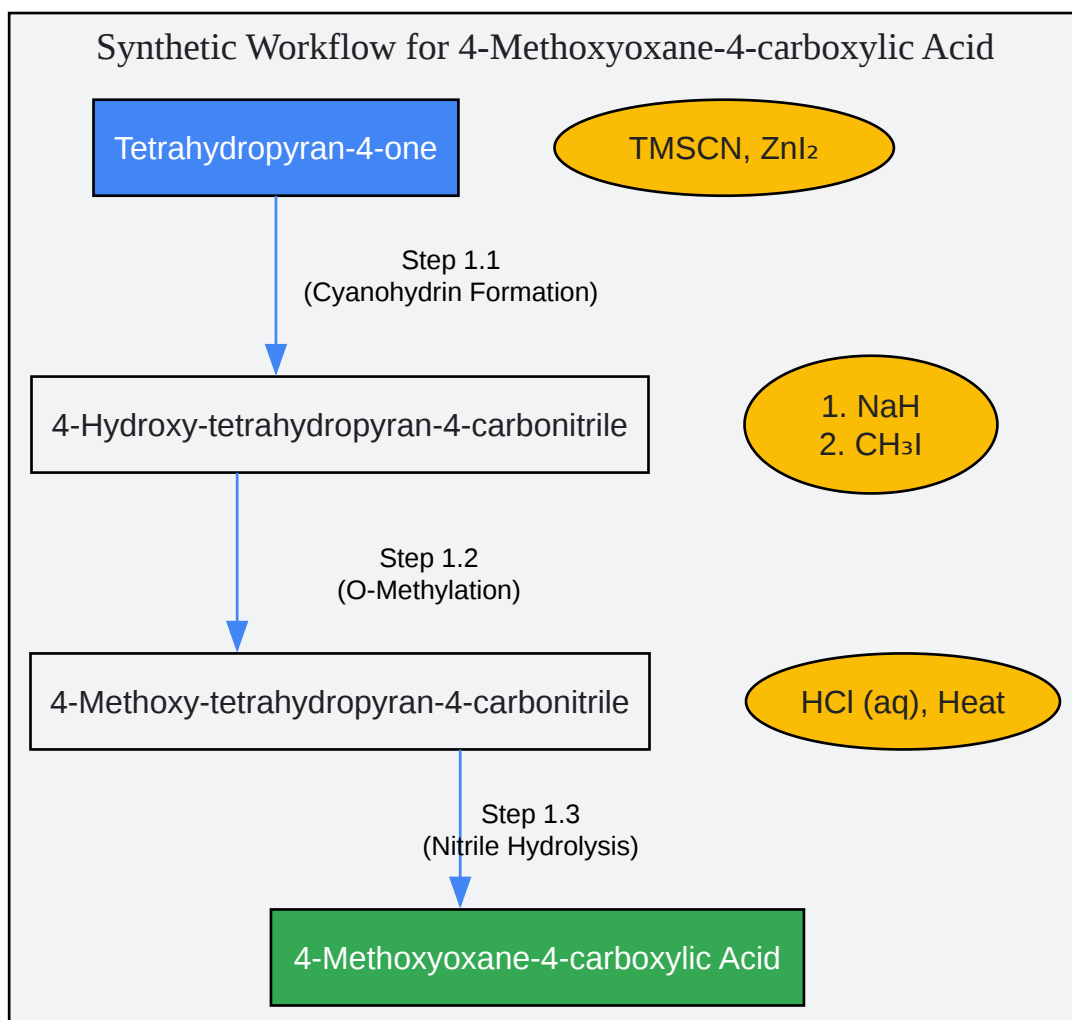 Synthetic Workflow for 4-Methoxyoxane-4-carboxylic Acid
Tetrahydropyran-4-one
TMSCN, ZnI₂
Step 1.1
(Cyanohydrin Formation)
4-Hydroxy-tetrahydropyran-4-carbonitrile
1. NaH
2. CH₃I
Step 1.2
(O-Methylation)
4-Methoxy-tetrahydropyran-4-carbonitrile
HCl (aq), Heat
Step 1.3
(Nitrile Hydrolysis)
4-Methoxyoxane-4-carboxylic Acid